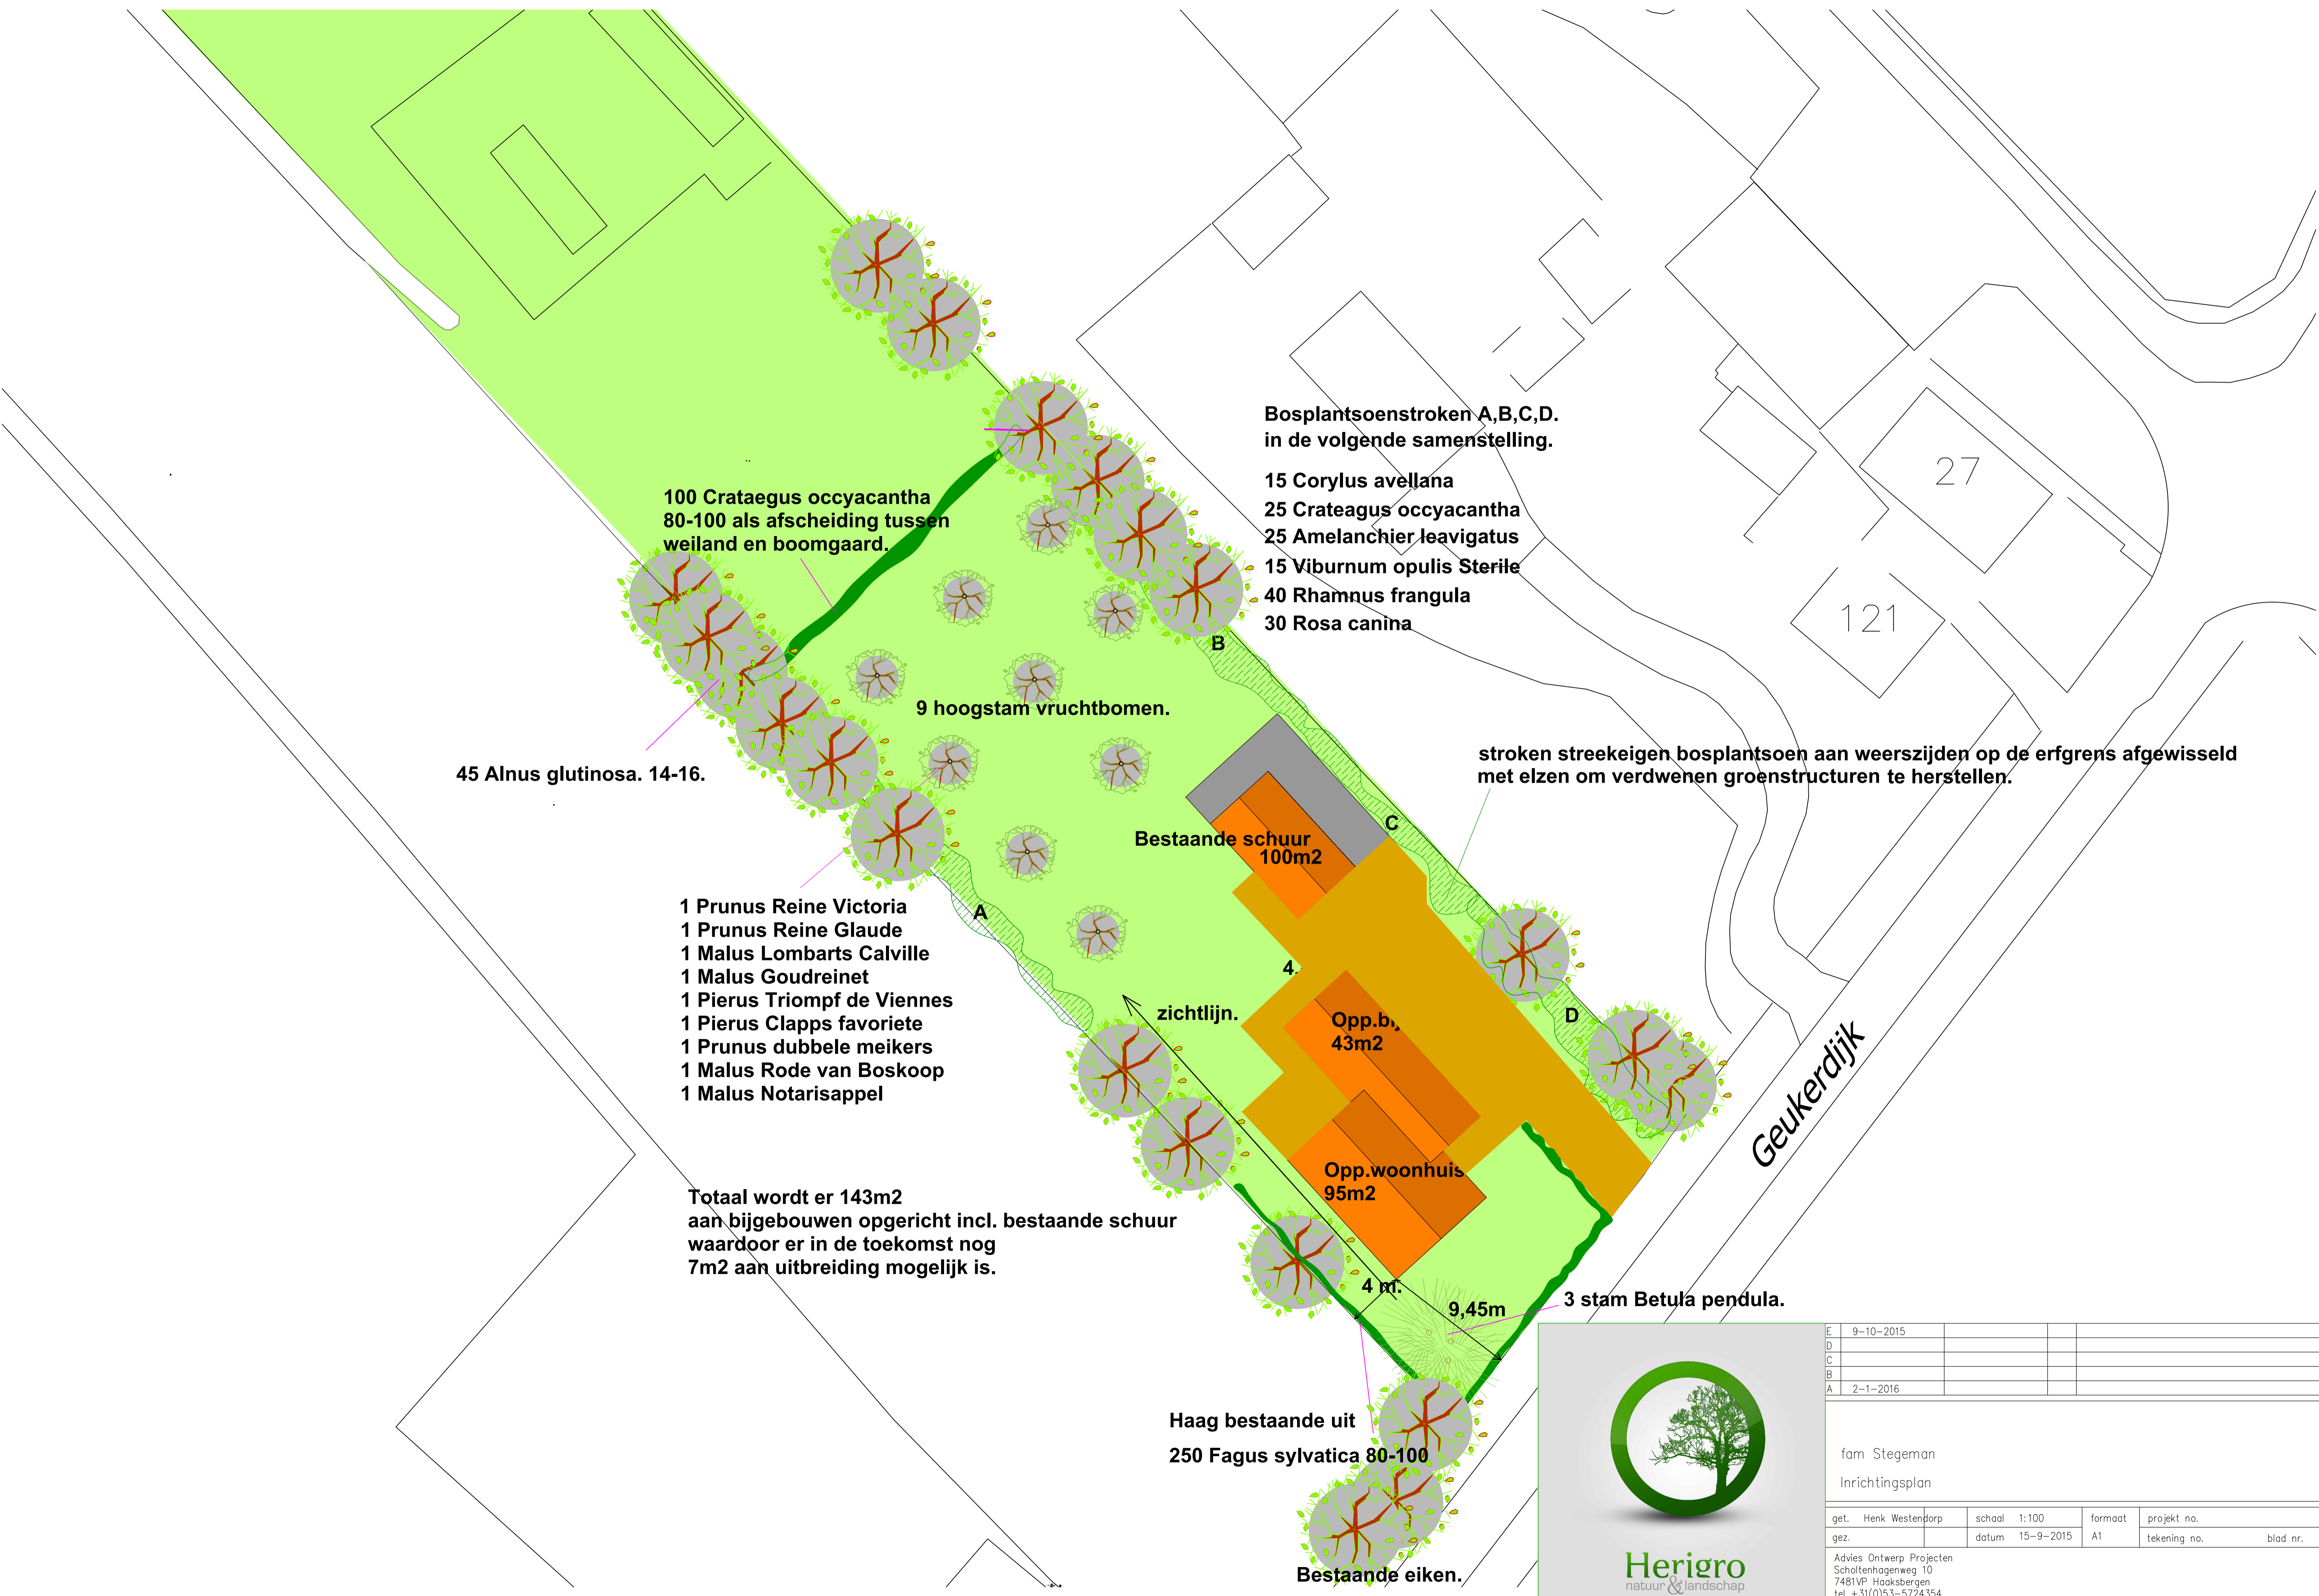 Bosplantsoenstroken A,B,C,D.
in de volgende samenstelling.
15 Corylus avellana
25 Crateagus occyacantha
25 Amelanchier leavigatus
15 Viburnum opulis Sterile
40 Rhamnus frangula
30 Rosa canina
27
121
100 Crataegus occyacantha
80-100 als afscheiding tussen
weiland en boomgaard.
B
9 hoogstam vruchtbomen.
45 Alnus glutinosa. 14-16.
stroken streekeigen bosplantsoen aan weerszijden op de erfgrens afgewisseld
met elzen om verdwenen groenstructuren te herstellen.
C
Bestaande schuur
100m2
A
1 Prunus Reine Victoria
1 Prunus Reine Glaude
1 Malus Lombarts Calville
1 Malus Goudreinet
1 Pierus Triompf de Viennes
1 Pierus Clapps favoriete
1 Prunus dubbele meikers
1 Malus Rode van Boskoop
1 Malus Notarisappel
4.
zichtlijn.
Opp.bij
43m2
D
Geukerdijk
Opp.woonhuis
95m2
Totaal wordt er 143m2
aan bijgebouwen opgericht incl. bestaande schuur
waardoor er in de toekomst nog
7m2 aan uitbreiding mogelijk is.
4 m.
9,45m
3 stam Betula pendula.
Haag bestaande uit
250 Fagus sylvatica 80-100
Bestaande eiken.
Herigro
natuur & landschap
E 9-10-2015
D
C
B
A 2-1-2016
fam Stegeman
Inrichtingsplan
get. Henk Westendorp schaal 1:100 formaat projekt no.
gez. datum 15-9-2015 A1 tekening no. blad nr.
Advies Ontwerp Projecten
Scholtenhagenweg 10
7481VP Haaksbergen
tel +31(0)53-5724354